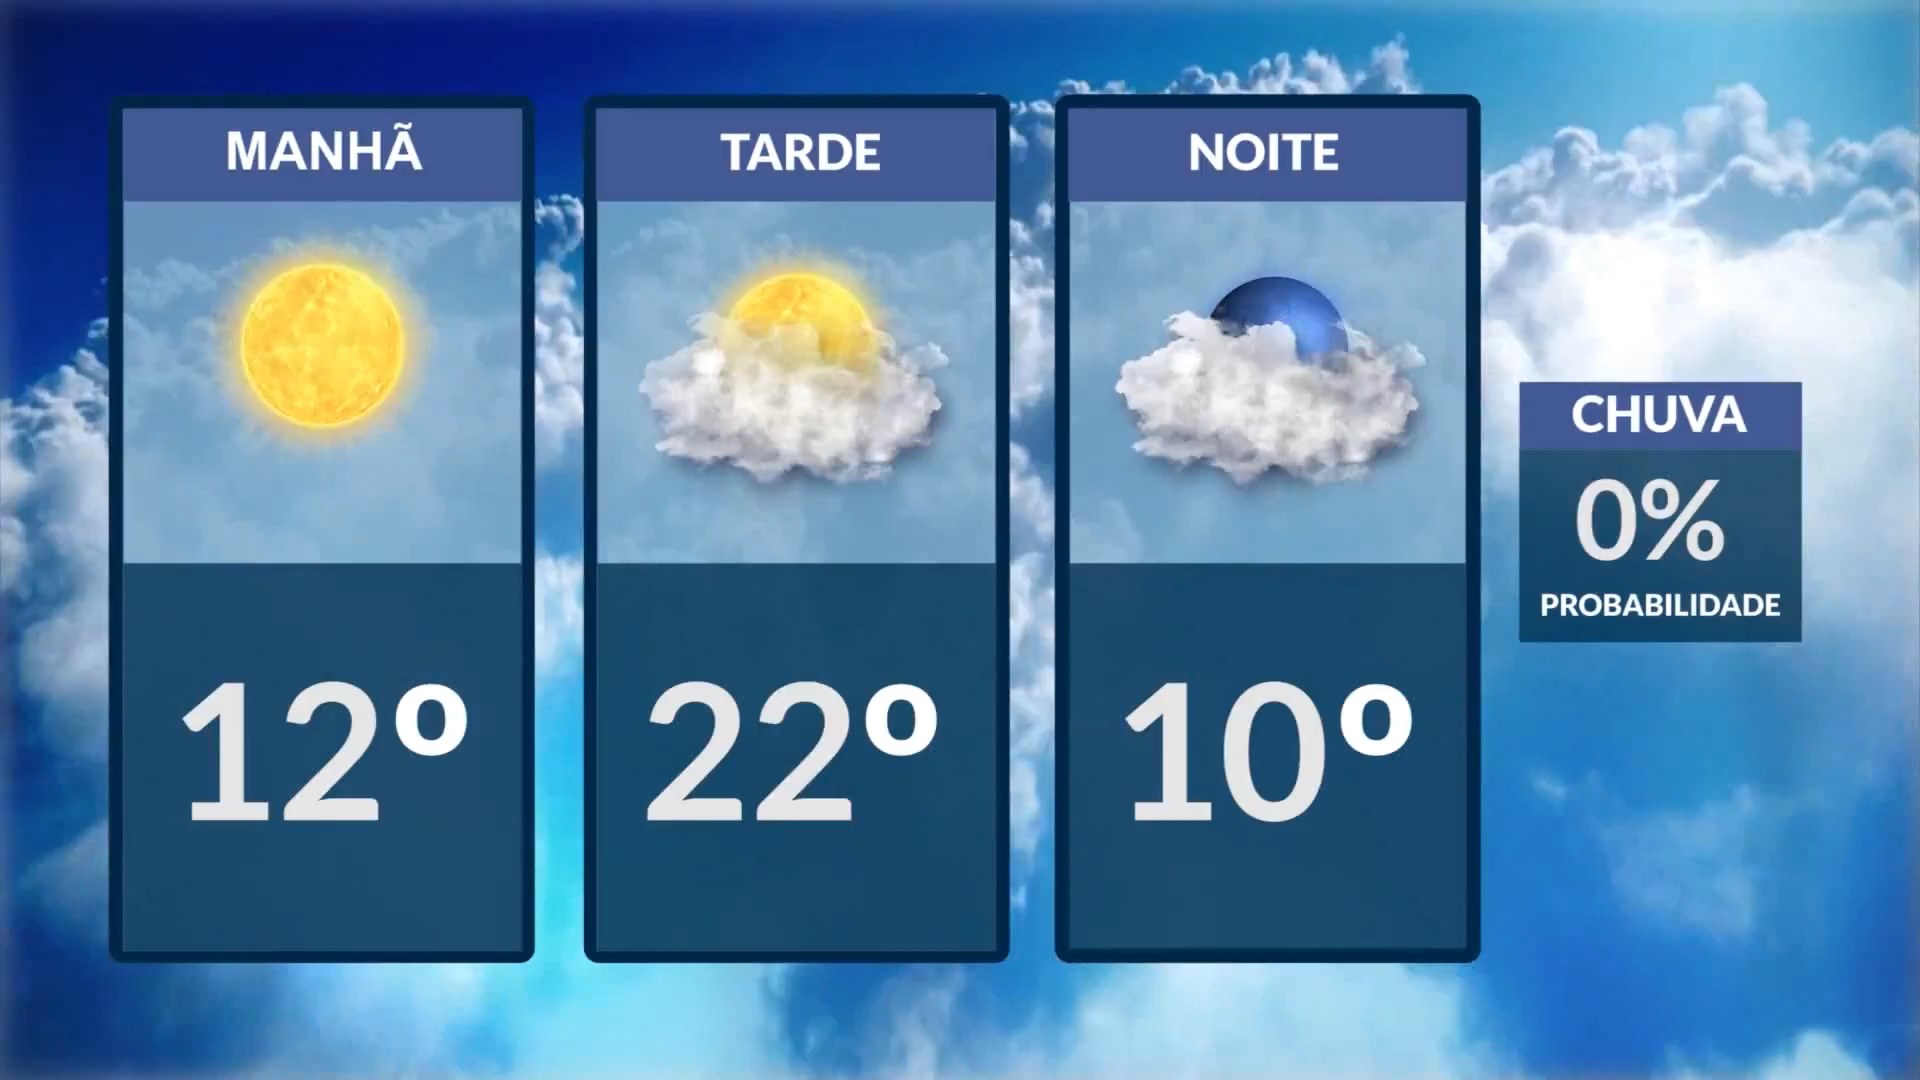 MANHÃ
12º
TARDE
22º
NOITE
10º
CHUVA
0%
PROBABILIDADE